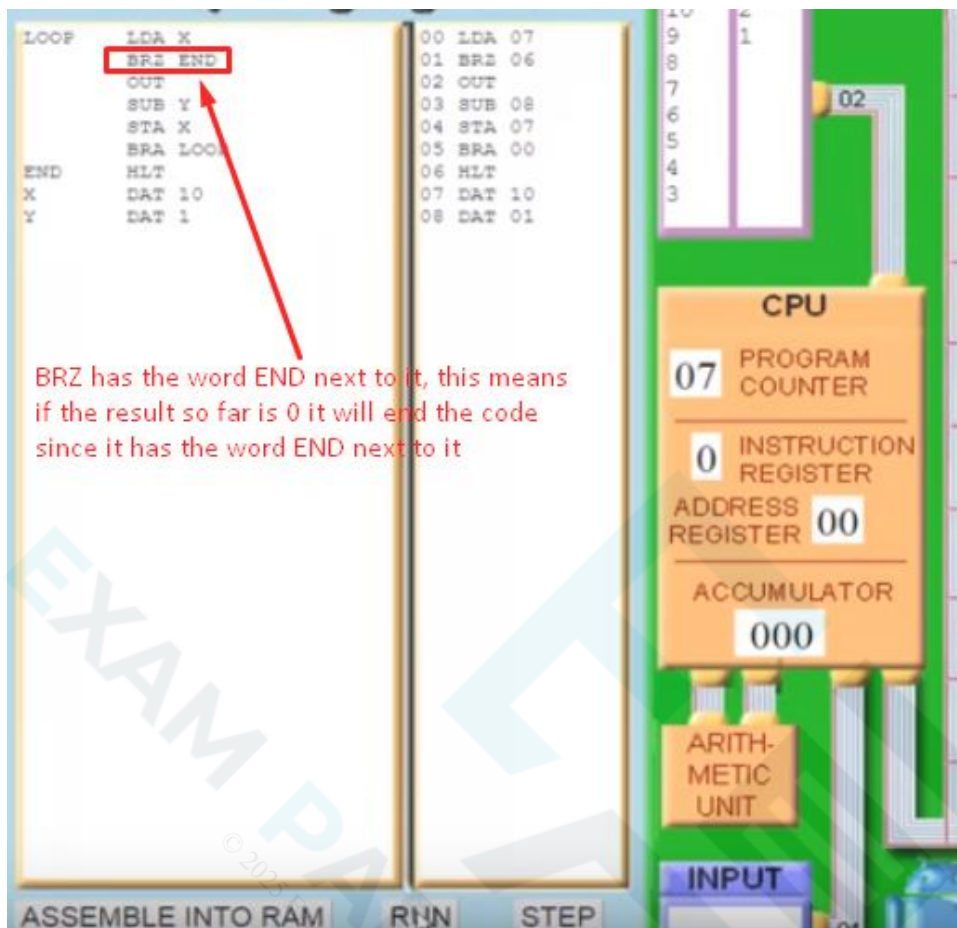 LOOP LDA X
BRZ END
OUT
SUB Y
STA X
BRA LOOP
END HLT
X DAT 10
Y DAT 1
00 LDA 07
01 BRZ 06
02 OUT
03 SUB 08
04 STA 07
05 BRA 00
06 HLT
07 DAT 10
08 DAT 01
BRZ has the word END next to it, this means
if the result so far is 0 it will end the code
since it has the word END next to it
10 2
9 1
8
7
6
5
4
3
02
CPU
07 PROGRAM
COUNTER
0 INSTRUCTION
REGISTER
ADDRESS
REGISTER 00
ACCUMULATOR
000
ARITH-
METIC
UNIT
INPUT
ASSEMBLE INTO RAM RUN STEP
EXAM
© 2025